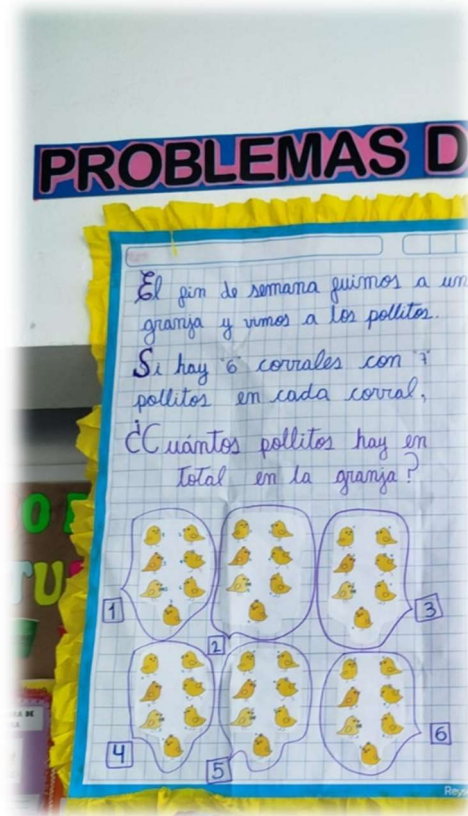 PROBLEMAS D
El fin de semana fuimos a un
granja y vimos a los pollitos.
Si hay "6" corrales con "7"
pollitos en cada corral,
¿Cuántos pollitos hay en
total en la granja?
1
2
3
4
5
6